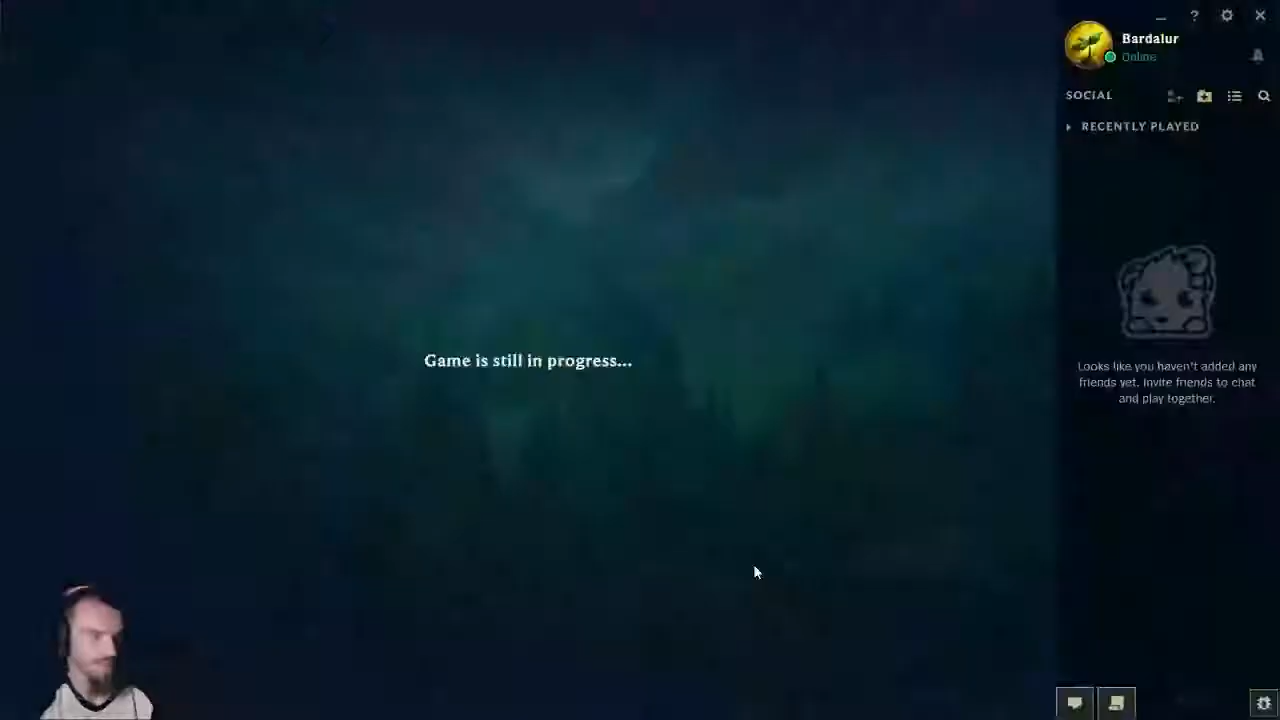 ?
Bardalur
Online
SOCIAL
RECENTLY PLAYED
Game is still in progress...
Looks like you haven't added any
friends yet. Invite friends to chat
and play together.